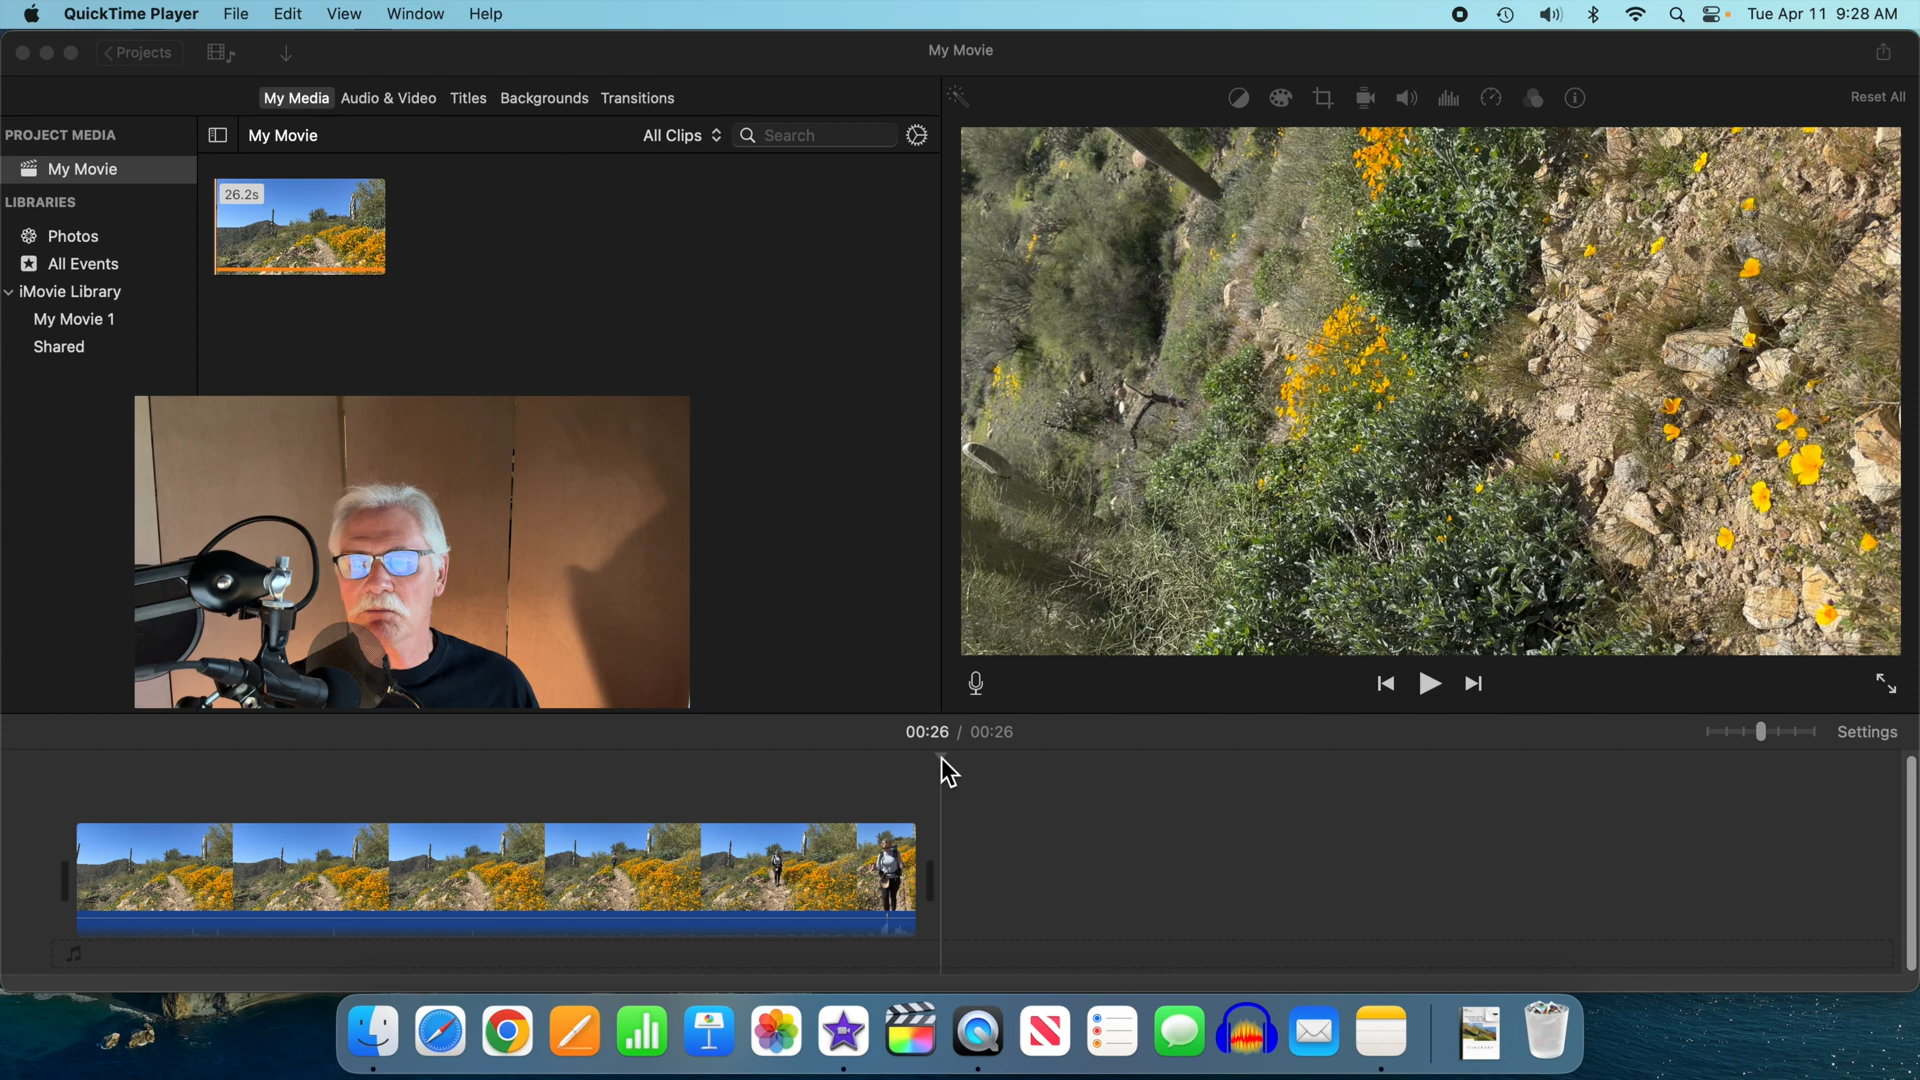 QuickTime Player File Edit View Window Help Tue Apr 11 9:28 AM
Projects My Movie
My Media Audio & Video Titles Backgrounds Transitions Reset All
PROJECT MEDIA My Movie All Clips Search
My Movie
26.2s
LIBRARIES
Photos
All Events
iMovie Library
My Movie 1
Shared
00:26 / 00:26 Settings